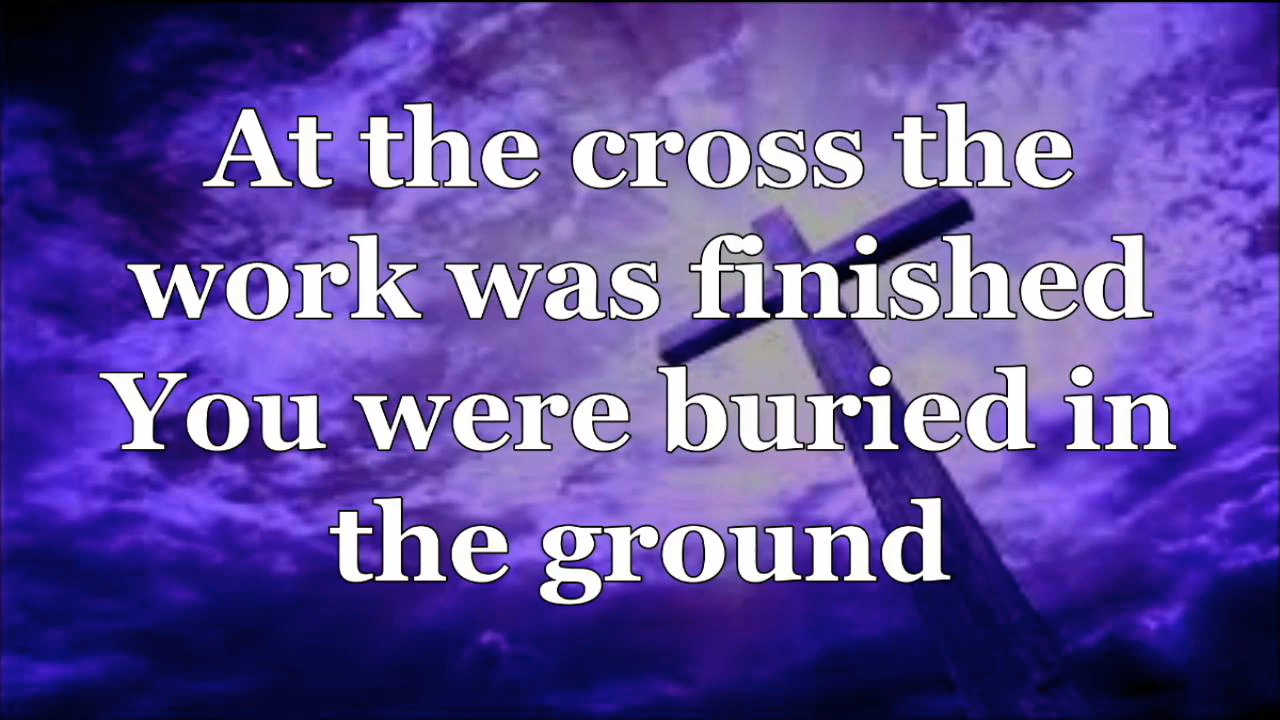 At the cross the
work was finished
You were buried in
the ground